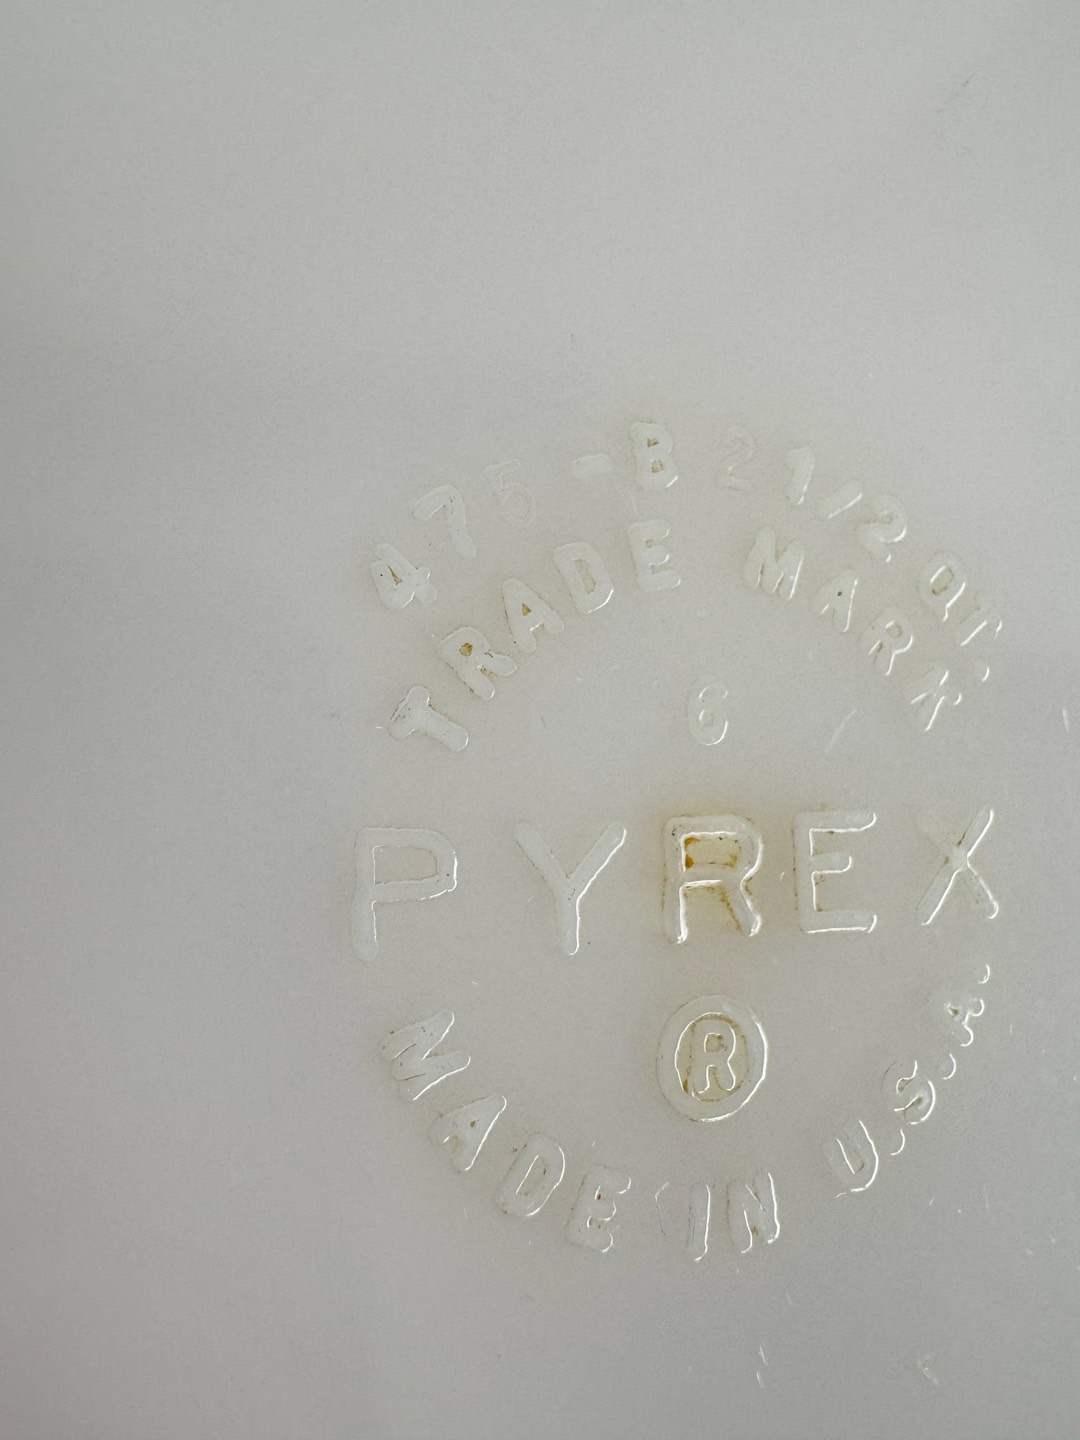 475-B 2 1/2 QT.
TRADE MARK
6
PYREX
®
MADE IN U.S.A.